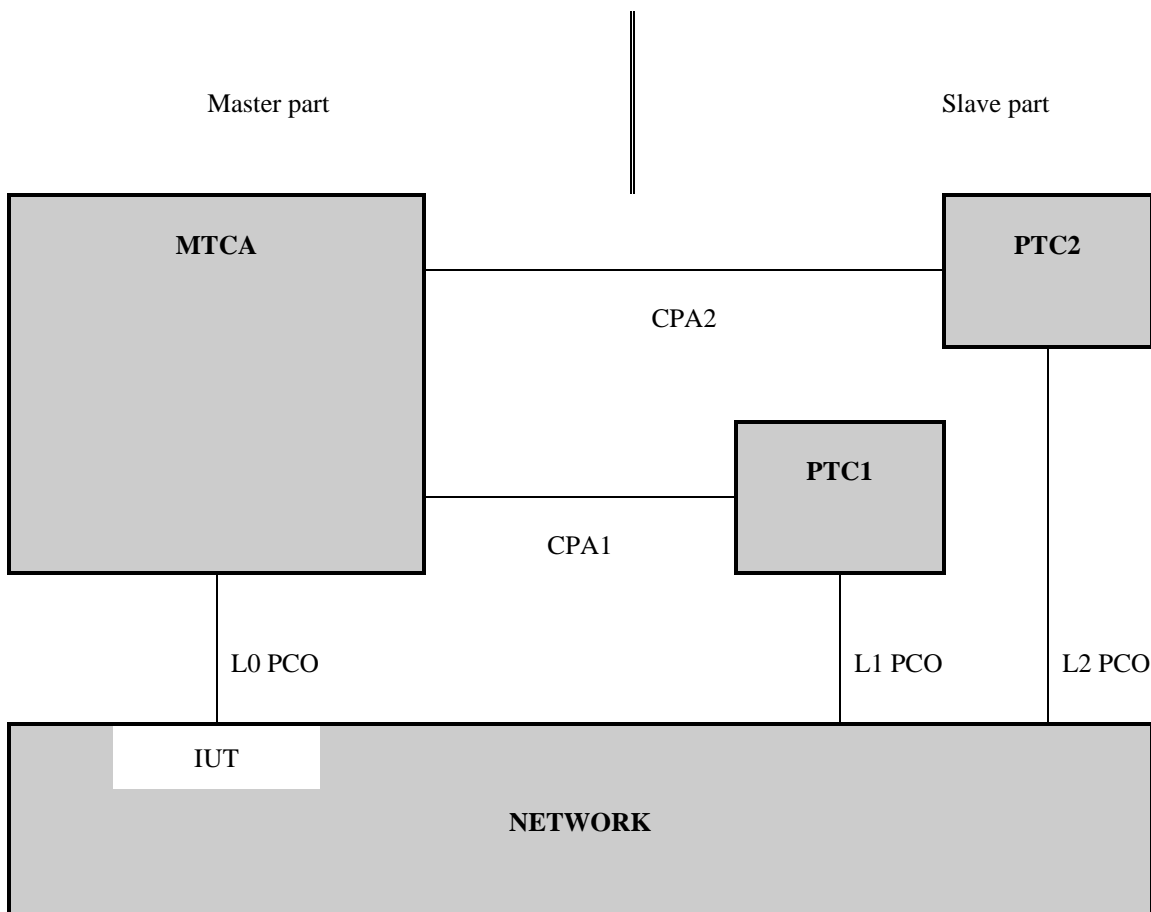 Master part
Slave part
MTCA
PTC2
CPA2
PTC1
CPA1
L0 PCO
L1 PCO
L2 PCO
IUT
NETWORK